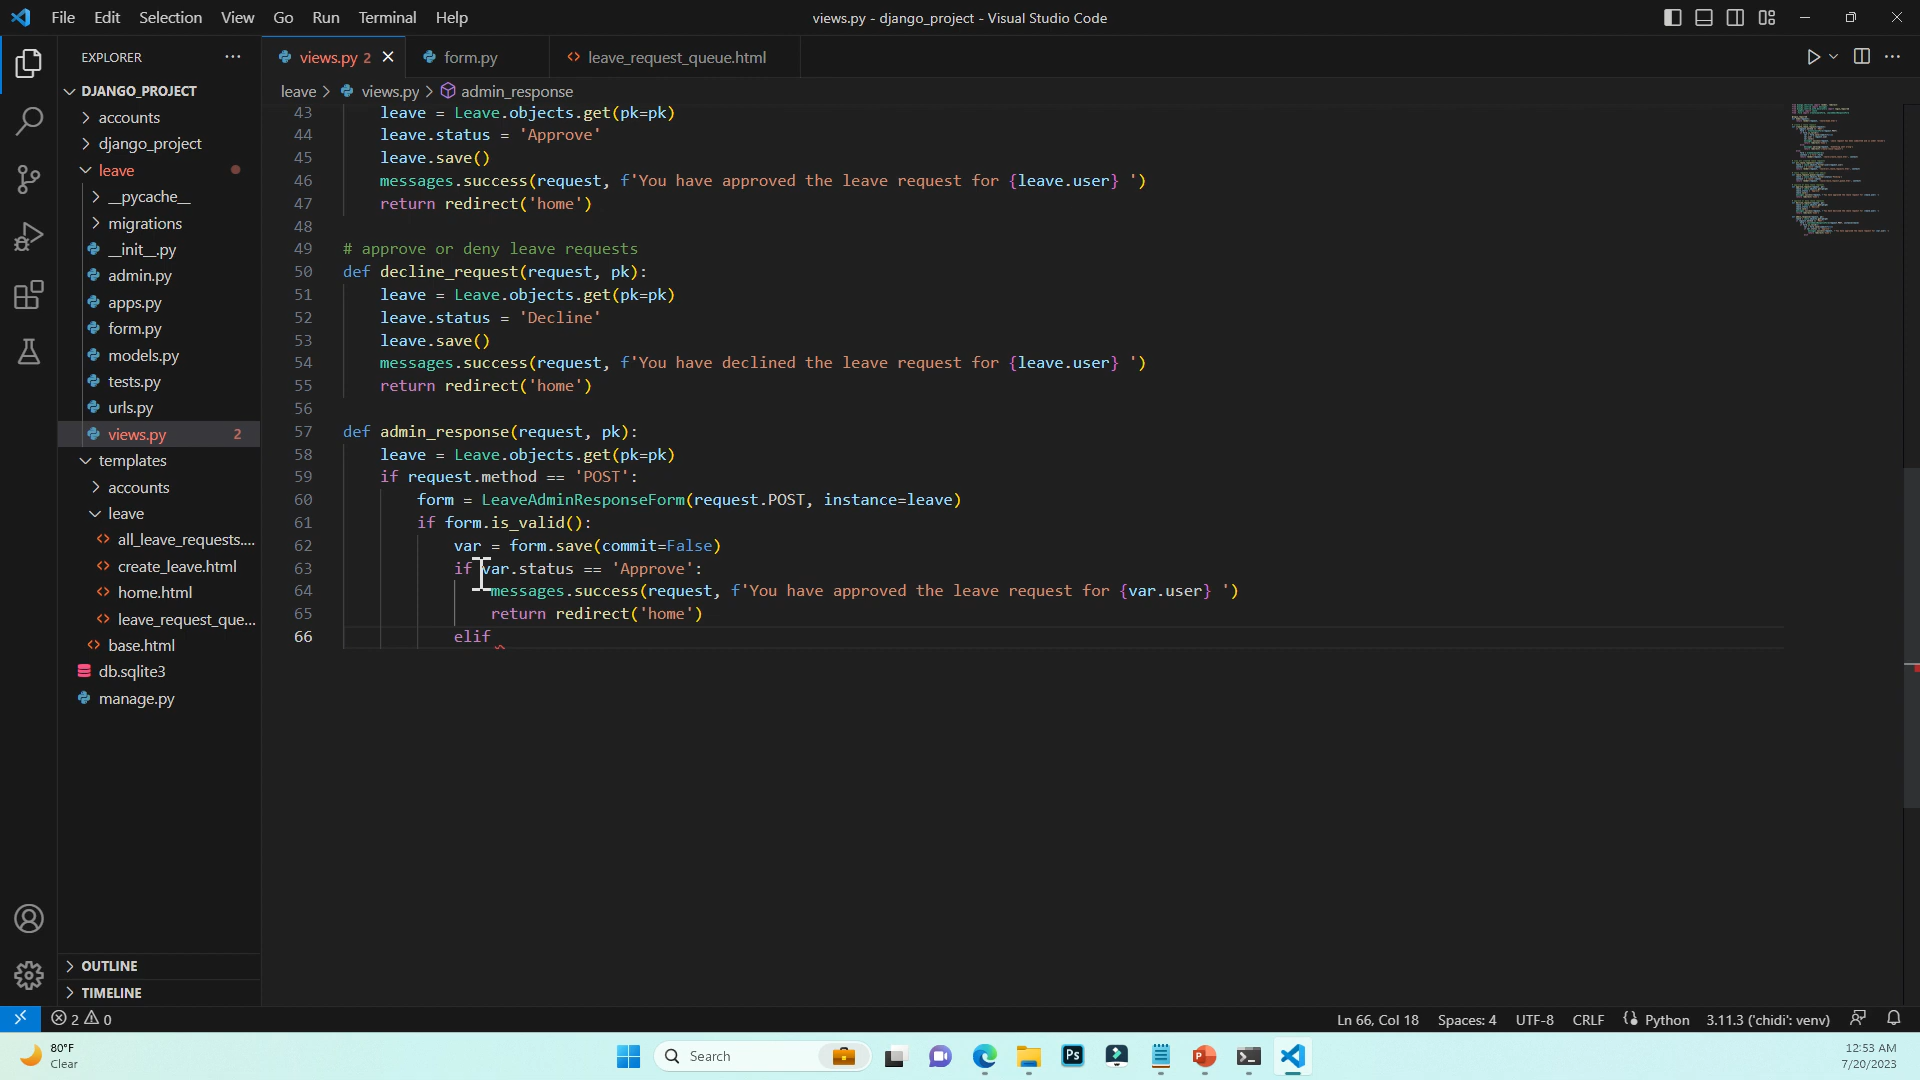 File Edit Selection View Go Run Terminal Help
views.py - django_project - Visual Studio Code
EXPLORER
views.py 2
form.py
leave_request_queue.html
DJANGO_PROJECT
leave > views.py > admin_response
accounts
django_project
leave
__pycache__
migrations
__init__.py
admin.py
apps.py
form.py
models.py
tests.py
urls.py
views.py 2
templates
accounts
leave
all_leave_requests....
create_leave.html
home.html
leave_request_que...
base.html
db.sqlite3
manage.py
OUTLINE
TIMELINE
43 leave = Leave.objects.get(pk=pk)
44 leave.status = 'Approve'
45 leave.save()
46 messages.success(request, f'You have approved the leave request for {leave.user} ')
47 return redirect('home')
48
49 # approve or deny leave requests
50 def decline_request(request, pk):
51 leave = Leave.objects.get(pk=pk)
52 leave.status = 'Decline'
53 leave.save()
54 messages.success(request, f'You have declined the leave request for {leave.user} ')
55 return redirect('home')
56
57 def admin_response(request, pk):
58 leave = Leave.objects.get(pk=pk)
59 if request.method == 'POST':
60 form = LeaveAdminResponseForm(request.POST, instance=leave)
61 if form.is_valid():
62 var = form.save(commit=False)
63 if var.status == 'Approve':
64 messages.success(request, f'You have approved the leave request for {var.user} ')
65 return redirect('home')
66 elif
2 0
Ln 66, Col 18 Spaces: 4 UTF-8 CRLF Python 3.11.3 ('chidi': venv)
80°F
Clear
Search
Ps
12:53 AM
7/20/2023